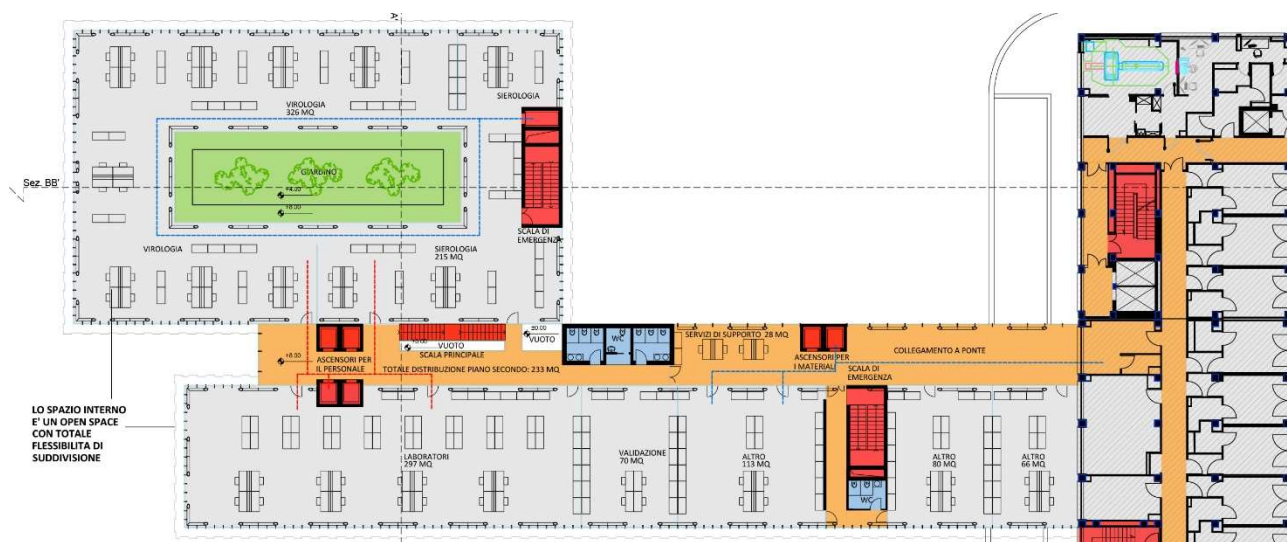 A'
SIEROLOGIA
VIROLOGIA
326 MQ
GIARDINO
+4.00
+8.00
Sez. BB'
SCALA DI
EMERGENZA
VIROLOGIA
SIEROLOGIA
215 MQ
±0.00
VUOTO
WC
SERVIZI DI SUPPORTO 28 MQ
VUOTO
SCALA PRINCIPALE
+8.00
ASCENSORI PER
IL PERSONALE
TOTALE DISTRIBUZIONE PIANO SECONDO: 233 MQ
ASCENSORI PER
I MATERIALI
COLLEGAMENTO A PONTE
SCALA DI
EMERGENZA
LO SPAZIO INTERNO
E' UN OPEN SPACE
CON TOTALE
FLESSIBILITA DI
SUDDIVISIONE
LABORATORI
297 MQ
VALIDAZIONE
70 MQ
ALTRO
113 MQ
ALTRO
80 MQ
ALTRO
66 MQ
WC